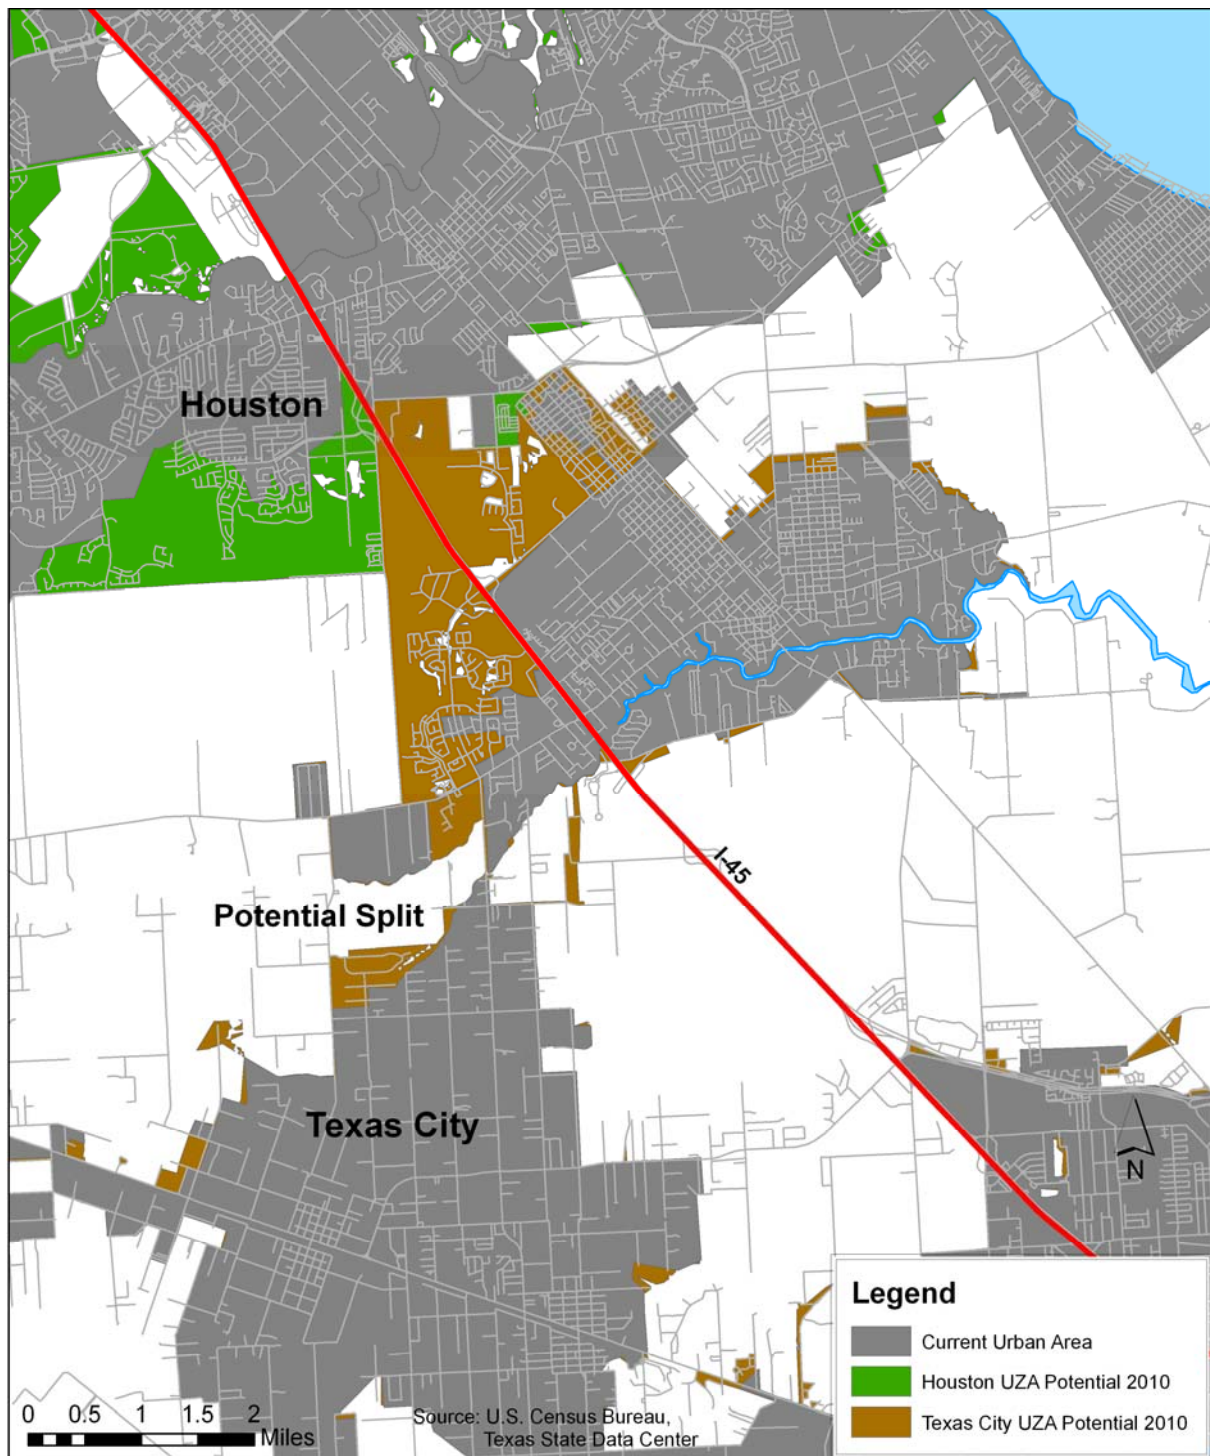 Houston
I-45
Potential Split
Texas City
N
Legend
Current Urban Area
Houston UZA Potential 2010
Texas City UZA Potential 2010
0 0.5 1 1.5 2
Miles
Source: U.S. Census Bureau,
Texas State Data Center